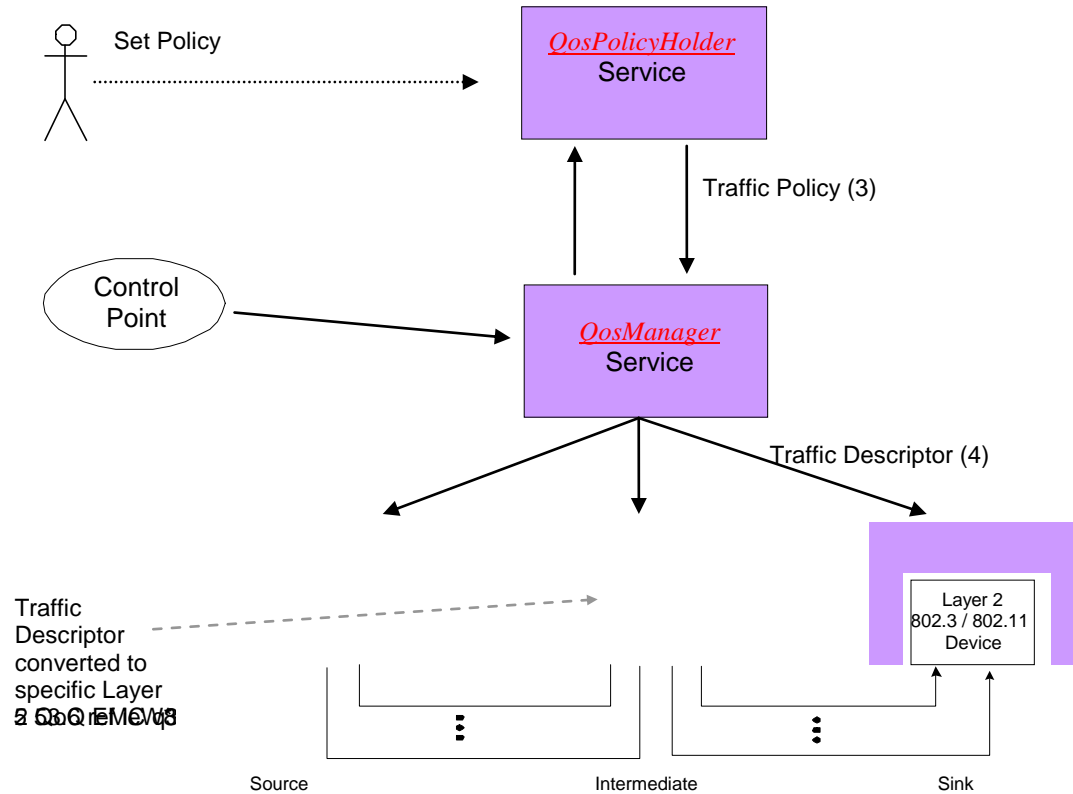 Set Policy
QosPolicyHolder
Service
Traffic Policy (3)
Control
Point
QosManager
Service
Traffic Descriptor (4)
Layer 2
802.3 / 802.11
Device
Traffic
Descriptor
converted to
specific Layer
Source
Intermediate
Sink